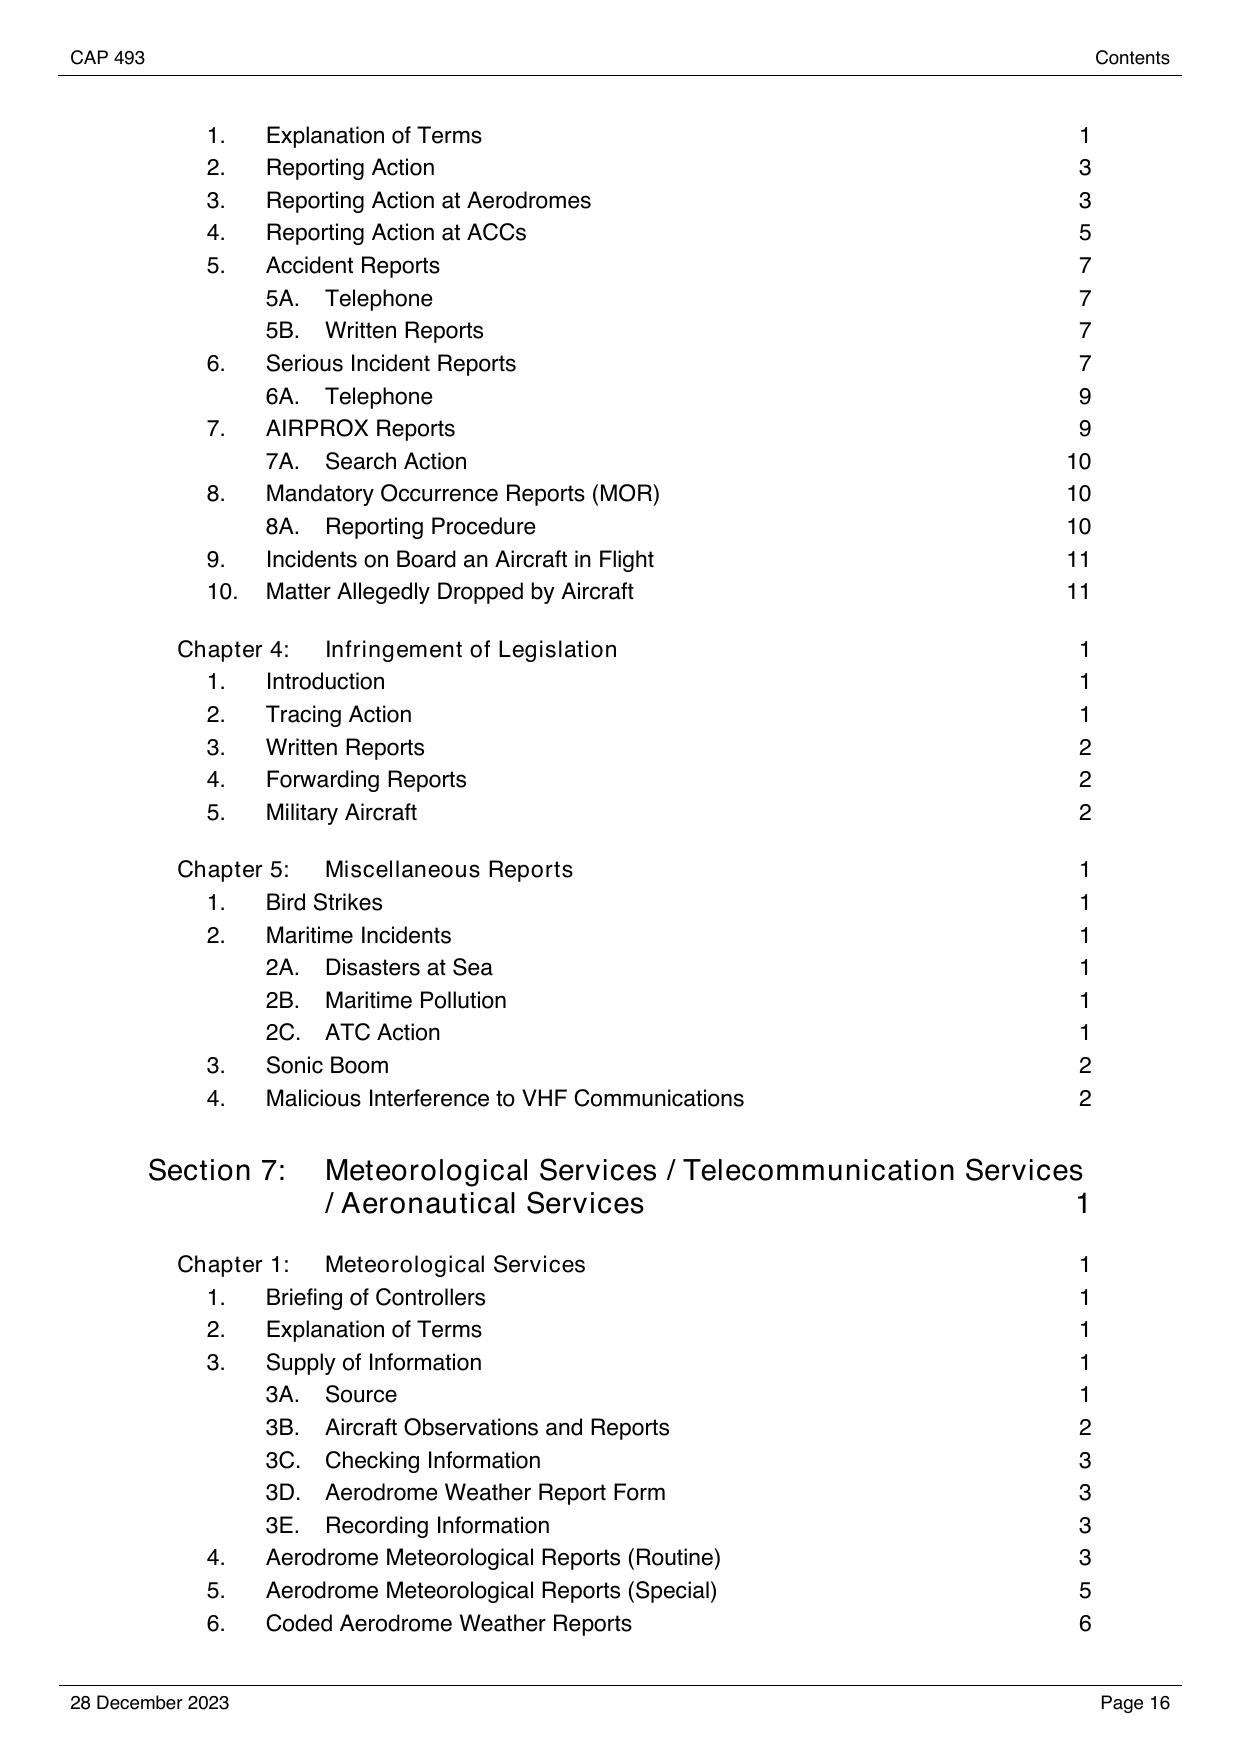 CAP 493 Contents
1. Explanation of Terms 1
2. Reporting Action 3
3. Reporting Action at Aerodromes 3
4. Reporting Action at ACCs 5
5. Accident Reports 7
5A. Telephone 7
5B. Written Reports 7
6. Serious Incident Reports 7
6A. Telephone 9
7. AIRPROX Reports 9
7A. Search Action 10
8. Mandatory Occurrence Reports (MOR) 10
8A. Reporting Procedure 10
9. Incidents on Board an Aircraft in Flight 11
10. Matter Allegedly Dropped by Aircraft 11
Chapter 4: Infringement of Legislation 1
1. Introduction 1
2. Tracing Action 1
3. Written Reports 2
4. Forwarding Reports 2
5. Military Aircraft 2
Chapter 5: Miscellaneous Reports 1
1. Bird Strikes 1
2. Maritime Incidents 1
2A. Disasters at Sea 1
2B. Maritime Pollution 1
2C. ATC Action 1
3. Sonic Boom 2
4. Malicious Interference to VHF Communications 2
Section 7: Meteorological Services / Telecommunication Services
/ Aeronautical Services 1
Chapter 1: Meteorological Services 1
1. Briefing of Controllers 1
2. Explanation of Terms 1
3. Supply of Information 1
3A. Source 1
3B. Aircraft Observations and Reports 2
3C. Checking Information 3
3D. Aerodrome Weather Report Form 3
3E. Recording Information 3
4. Aerodrome Meteorological Reports (Routine) 3
5. Aerodrome Meteorological Reports (Special) 5
6. Coded Aerodrome Weather Reports 6
28 December 2023 Page 16